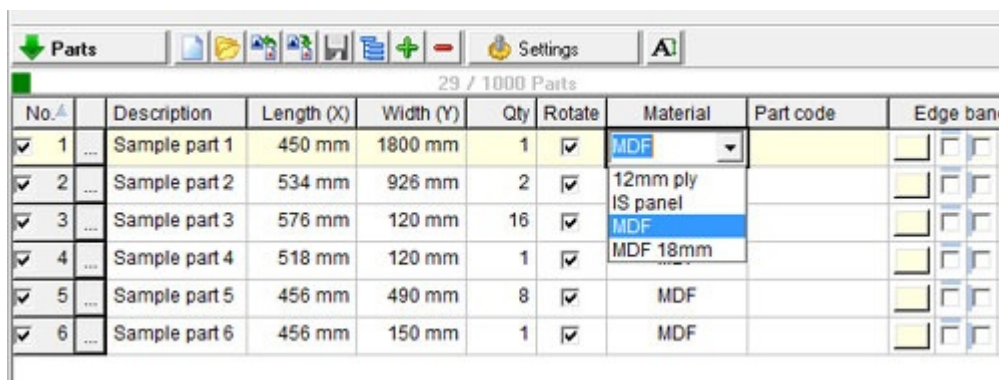 Parts Settings A
29 / 1000 Parts
No. Description Length (X) Width (Y) Qty Rotate Material Part code Edge ban
1 ... Sample part 1 450 mm 1800 mm 1 MDF
2 ... Sample part 2 534 mm 926 mm 2 12mm ply
IS panel
3 ... Sample part 3 576 mm 120 mm 16 MDF
4 ... Sample part 4 518 mm 120 mm 1 MDF 18mm
5 ... Sample part 5 456 mm 490 mm 8 MDF
6 ... Sample part 6 456 mm 150 mm 1 MDF